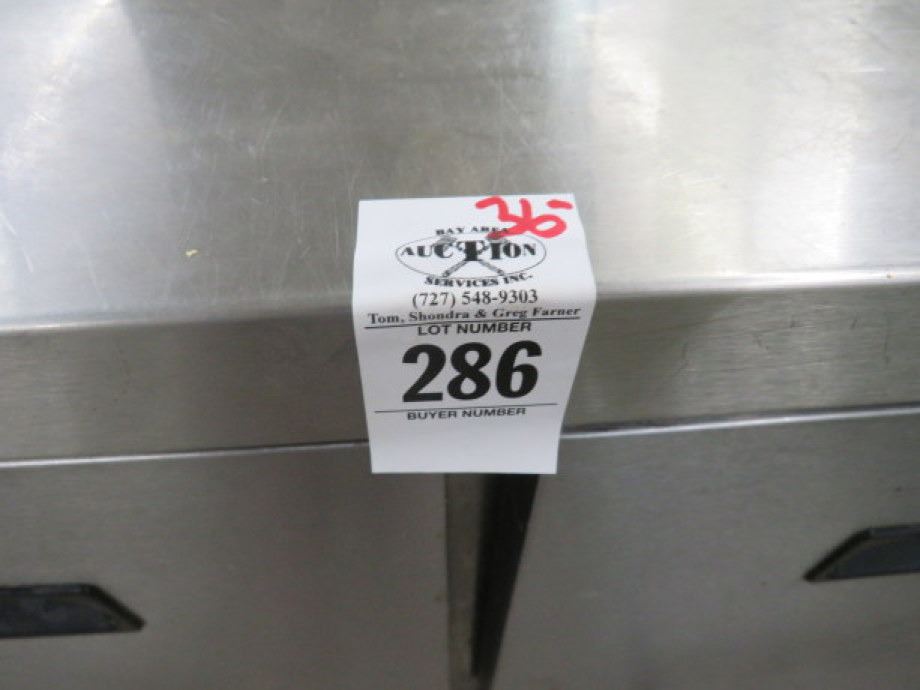 36-
BAY AREA
AUCTION
SERVICES INC.
(727) 548-9303
Tom, Shondra & Greg Farner
LOT NUMBER
286
BUYER NUMBER